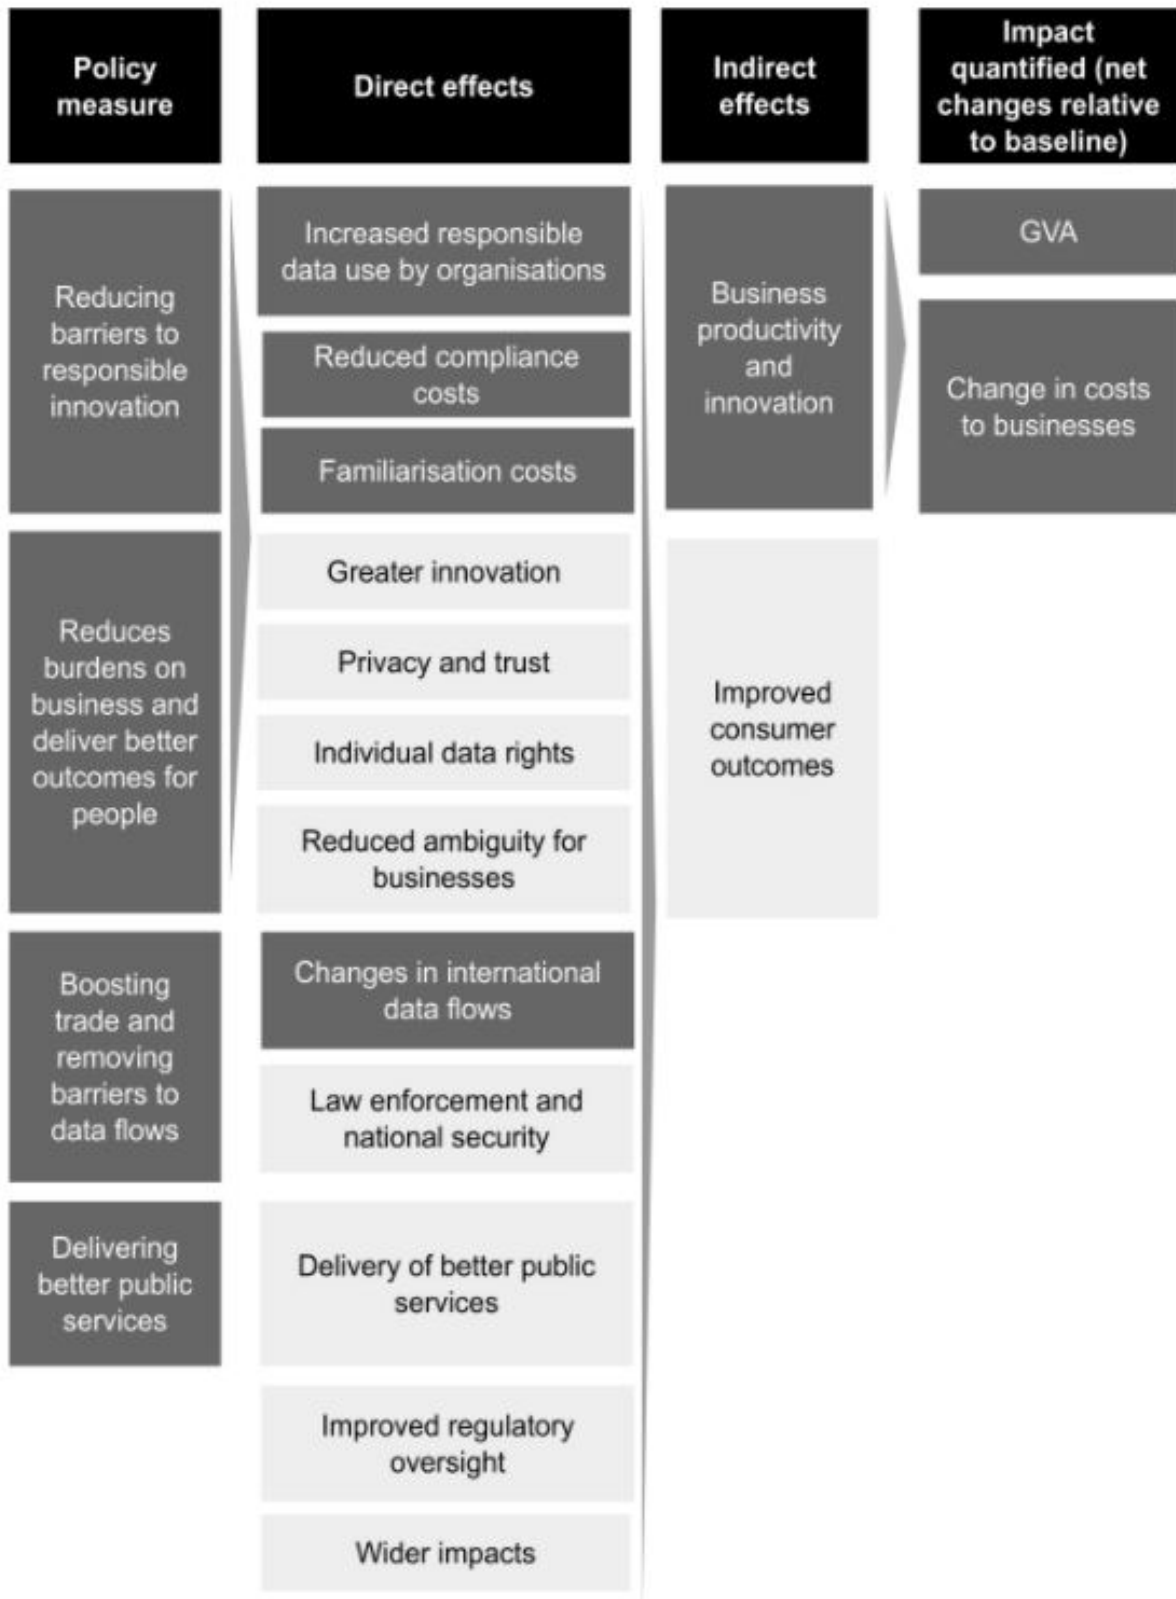 Policy
measure
Direct effects
Indirect
effects
Impact
quantified (net
changes relative
to baseline)
Reducing
barriers to
responsible
innovation
Reduces
burdens on
business and
deliver better
outcomes for
people
Boosting
trade and
removing
barriers to
data flows
Delivering
better public
services
Increased responsible
data use by organisations
Reduced compliance
costs
Familiarisation costs
Greater innovation
Privacy and trust
Individual data rights
Reduced ambiguity for
businesses
Changes in international
data flows
Law enforcement and
national security
Delivery of better public
services
Improved regulatory
oversight
Wider impacts
Business
productivity
and
innovation
Improved
consumer
outcomes
GVA
Change in costs
to businesses